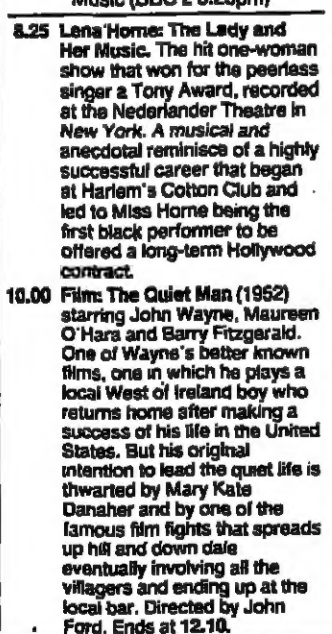 Music (BBC 2 8.25pm)
8.25 Lena Horne: The Lady and
Her Music. The hit one-woman
show that won for the peerless
singer a Tony Award, recorded
at the Nederlander Theatre in
New York. A musical and
anecdotal reminisce of a highly
successful career that began
at Harlem's Cotton Club and
led to Miss Horne being the
first black performer to be
offered a long-term Hollywood
contract.
10.00 Film: The Quiet Man (1952)
starring John Wayne, Maureen
O'Hara and Barry Fitzgerald.
One of Wayne's better known
films, one in which he plays a
local West of Ireland boy who
returns home after making a
success of his life in the United
States. But his original
intention to lead the quiet life is
thwarted by Mary Kate
Danaher and by one of the
famous film fights that spreads
up hill and down dale
eventually involving all the
villagers and ending up at the
local bar. Directed by John
Ford. Ends at 12.10.